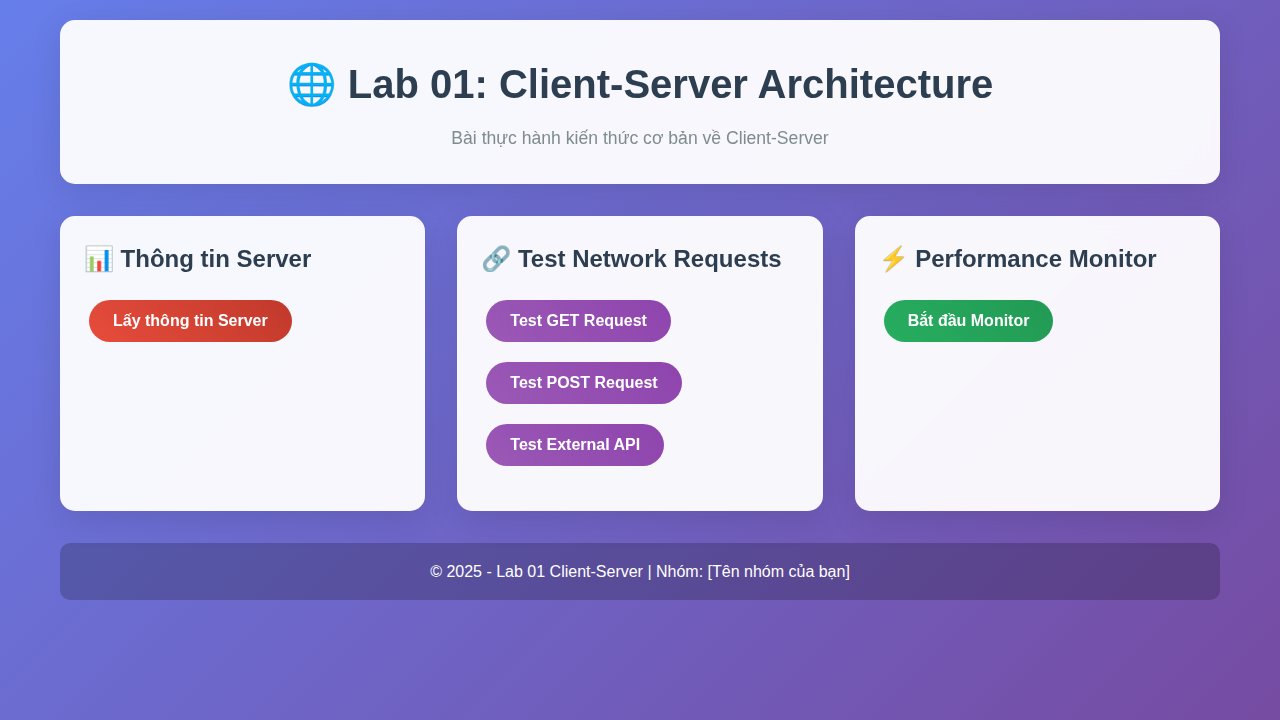 🌐 Lab 01: Client-Server Architecture
Bài thực hành kiến thức cơ bản về Client-Server
📊 Thông tin Server
Lấy thông tin Server
🔗 Test Network Requests
Test GET Request
Test POST Request
Test External API
⚡ Performance Monitor
Bắt đầu Monitor
© 2025 - Lab 01 Client-Server | Nhóm: [Tên nhóm của bạn]